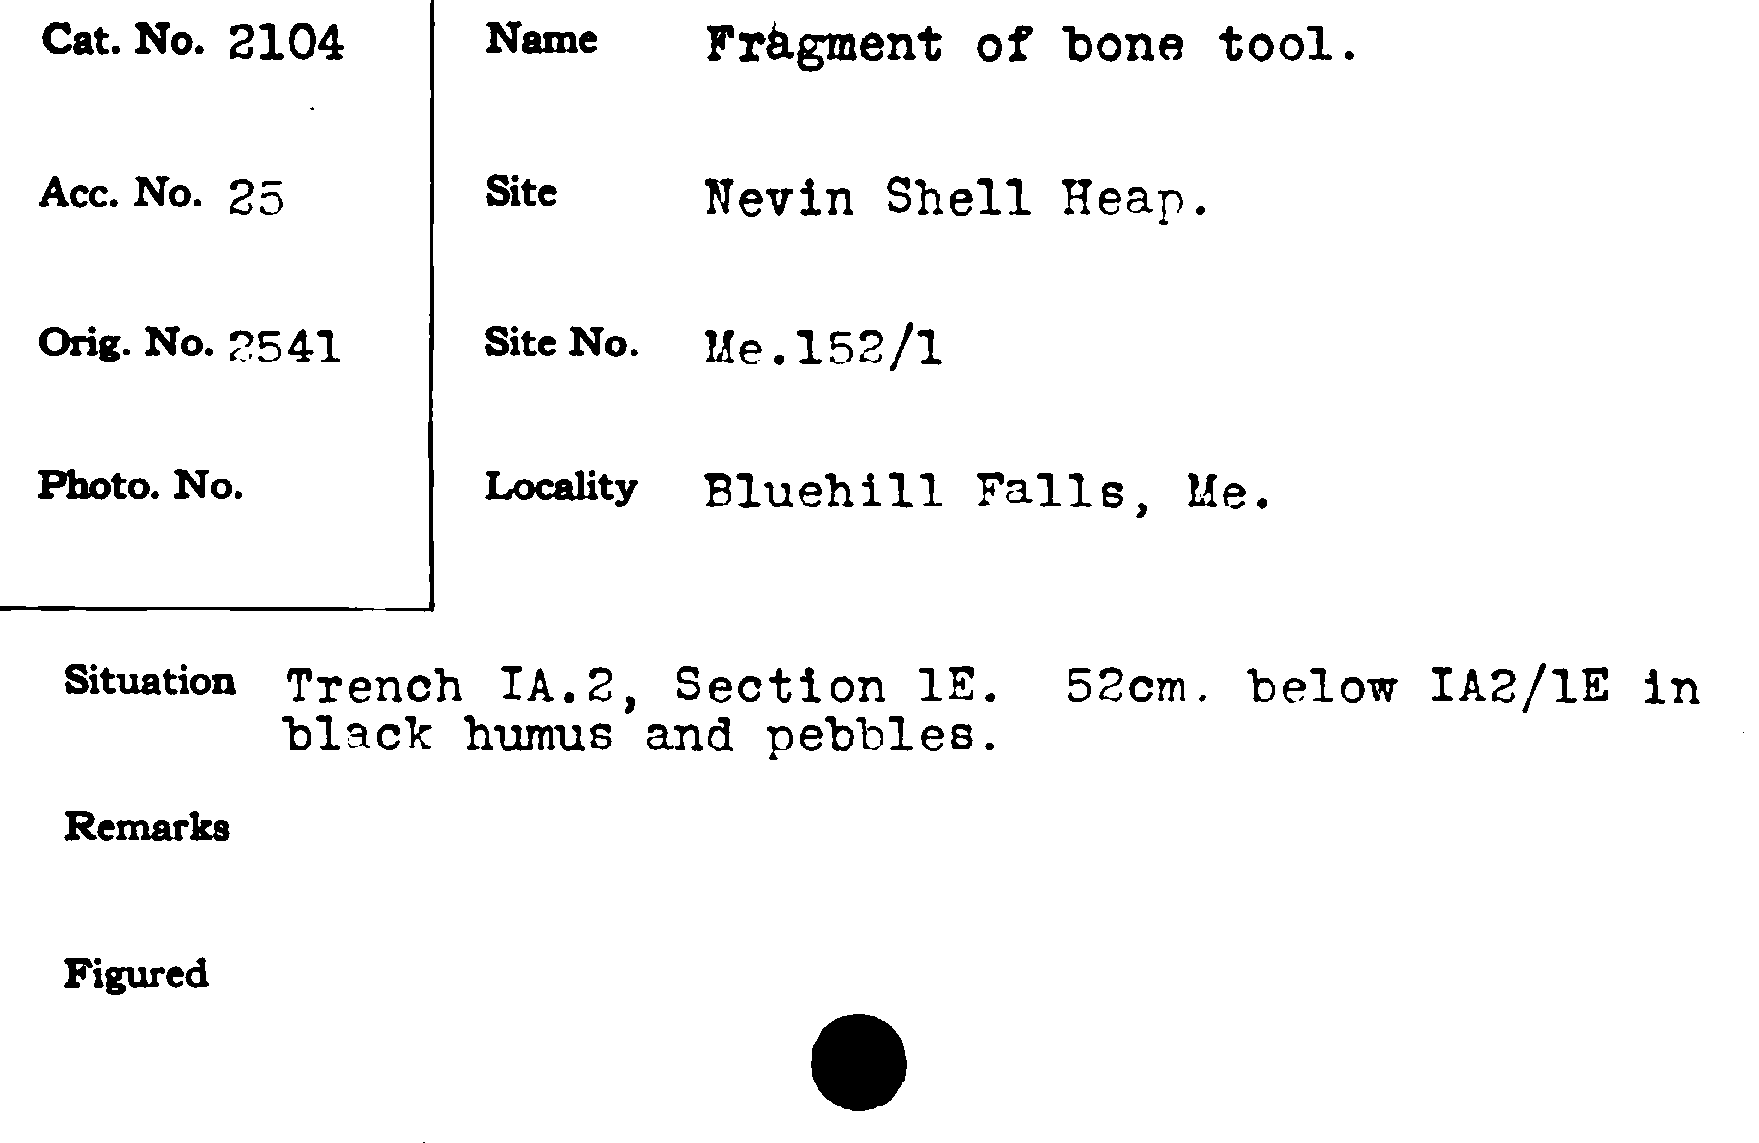 Cat. No. 2104
Name Fragment of bone tool.
Acc. No. 25
Site Nevin Shell Heap.
Orig. No. 2541
Site No. Me.152/1
Photo. No.
Locality Bluehill Falls, Me.
Situation Trench IA.2, Section 1E. 52cm. below IA2/1E in
black humus and pebbles.
Remarks
Figured